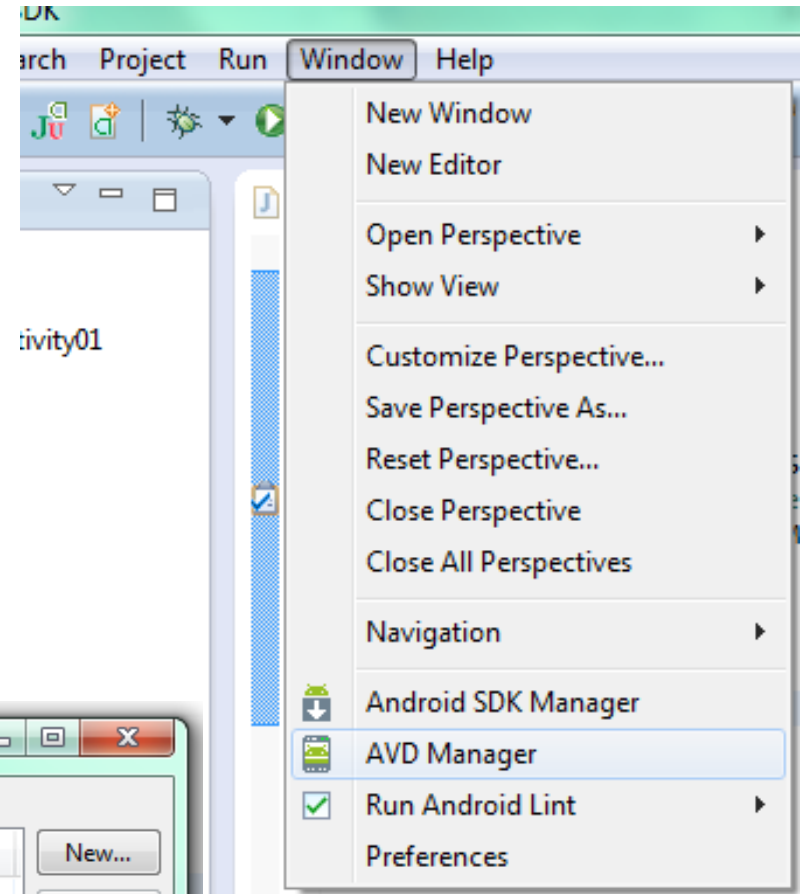 SDK
Project Run Window Help
New Window
New Editor
Open Perspective
Show View
tivity01
Customize Perspective...
Save Perspective As...
Reset Perspective...
Close Perspective
Close All Perspectives
Navigation
Android SDK Manager
AVD Manager
Run Android Lint
New...
Preferences